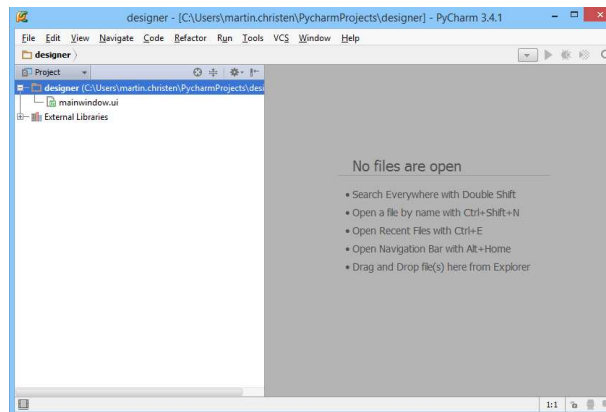 designer - [C:\Users\martin.christen\PycharmProjects\designer] - PyCharm 3.4.1
File Edit View Navigate Code Refactor Run Tools VCS Window Help
designer
Project
designer (C:\Users\martin.christen\PycharmProjects\desi
mainwindow.ui
External Libraries
No files are open
• Search Everywhere with Double Shift
• Open a file by name with Ctrl+Shift+N
• Open Recent Files with Ctrl+E
• Open Navigation Bar with Alt+Home
• Drag and Drop file(s) here from Explorer
1:1